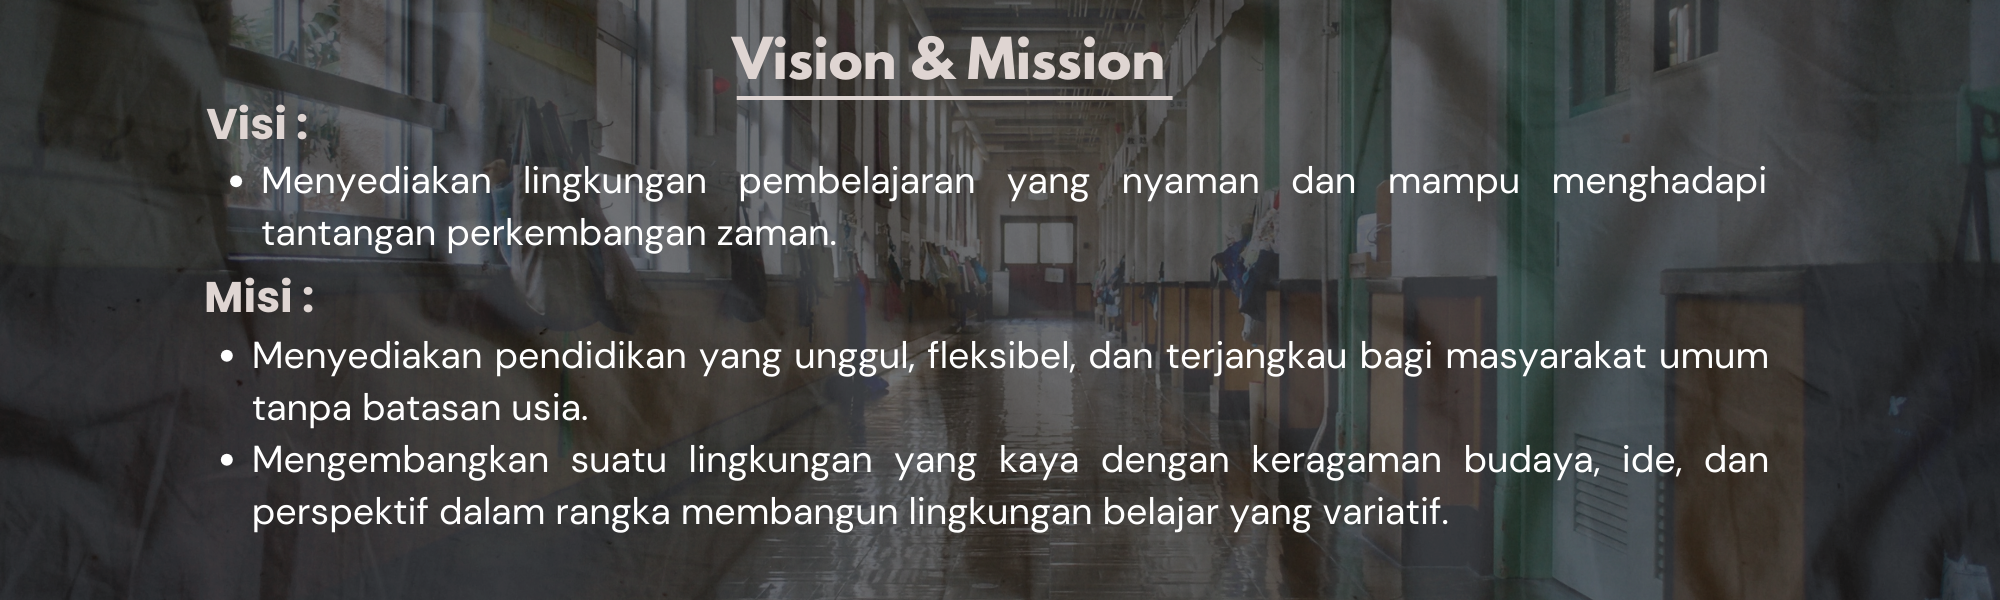 Vision & Mission
Visi :
• Menyediakan lingkungan pembelajaran yang nyaman dan mampu menghadapi
tantangan perkembangan zaman.
Misi :
• Menyediakan pendidikan yang unggul, fleksibel, dan terjangkau bagi masyarakat umum
tanpa batasan usia.
• Mengembangkan suatu lingkungan yang kaya dengan keragaman budaya, ide, dan
perspektif dalam rangka membangun lingkungan belajar yang variatif.